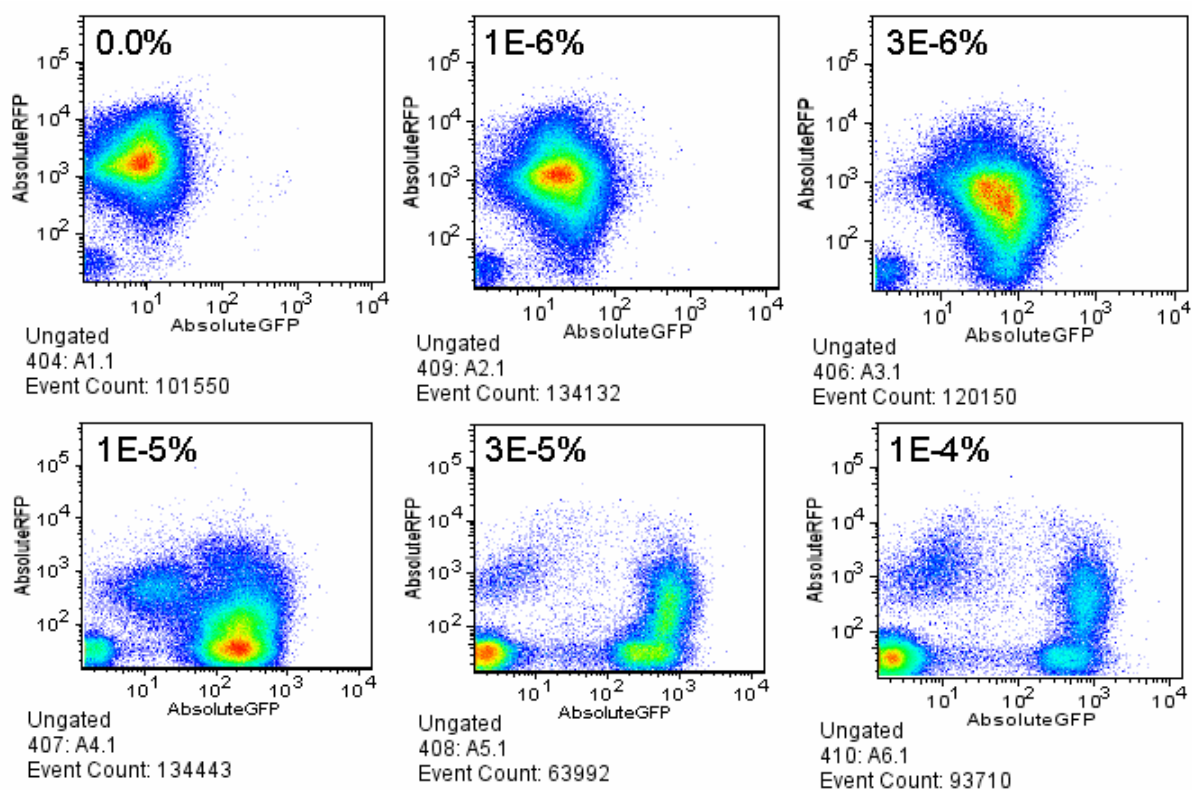 0.0%
AbsoluteRFP
10^5
10^4
10^3
10^2
10^1 10^2 10^3 10^4
AbsoluteGFP
Ungated
404: A1.1
Event Count: 101550
1E-6%
AbsoluteRFP
10^5
10^4
10^3
10^2
10^1 10^2 10^3 10^4
AbsoluteGFP
Ungated
409: A2.1
Event Count: 134132
3E-6%
AbsoluteRFP
10^5
10^4
10^3
10^2
10^1 10^2 10^3 10^4
AbsoluteGFP
Ungated
406: A3.1
Event Count: 120150
1E-5%
AbsoluteRFP
10^5
10^4
10^3
10^2
10^1 10^2 10^3 10^4
AbsoluteGFP
Ungated
407: A4.1
Event Count: 134443
3E-5%
AbsoluteRFP
10^5
10^4
10^3
10^2
10^1 10^2 10^3 10^4
AbsoluteGFP
Ungated
408: A5.1
Event Count: 63992
1E-4%
AbsoluteRFP
10^5
10^4
10^3
10^2
10^1 10^2 10^3 10^4
AbsoluteGFP
Ungated
410: A6.1
Event Count: 93710